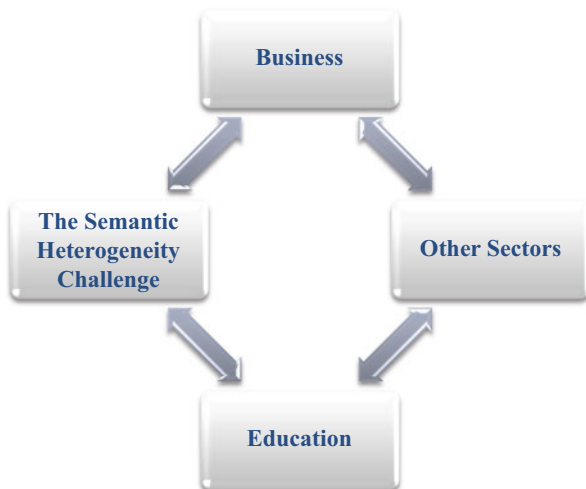 Business
The Semantic
Heterogeneity
Challenge
Other Sectors
Education